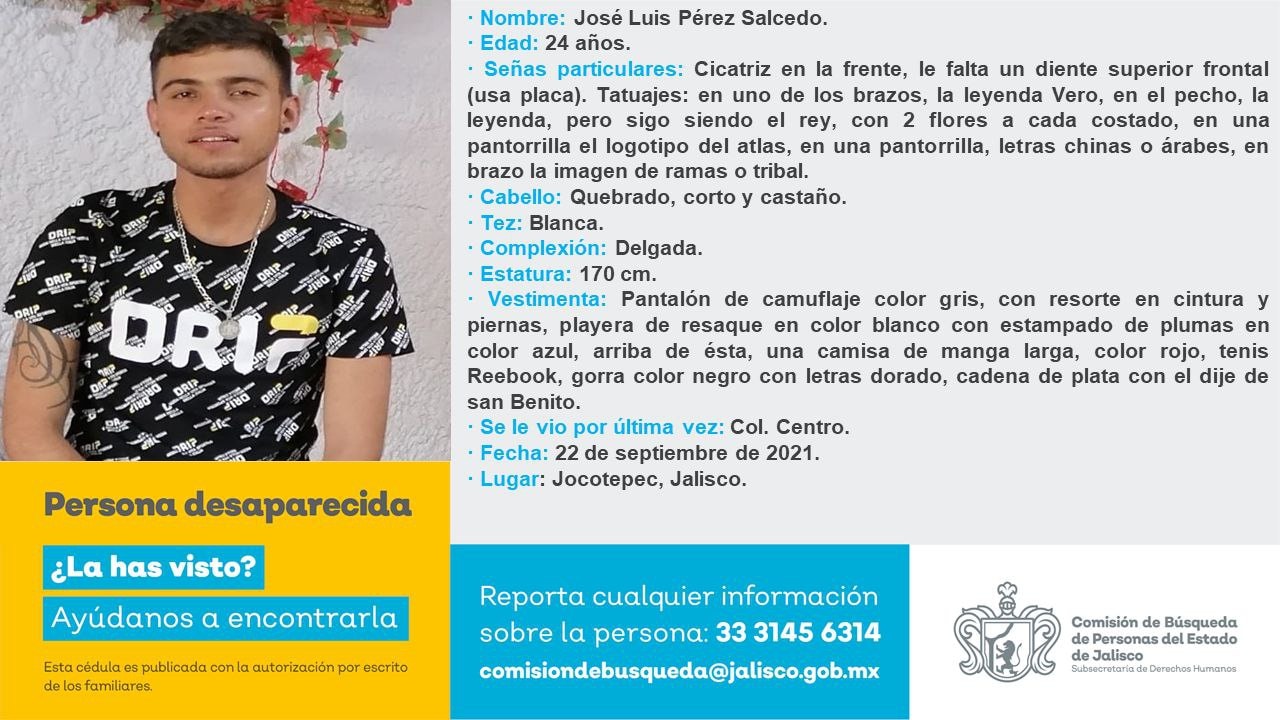 · Nombre: José Luis Pérez Salcedo.
· Edad: 24 años.
· Señas particulares: Cicatriz en la frente, le falta un diente superior frontal
(usa placa). Tatuajes: en uno de los brazos, la leyenda Vero, en el pecho, la
leyenda, pero sigo siendo el rey, con 2 flores a cada costado, en una
pantorrilla el logotipo del atlas, en una pantorrilla, letras chinas o árabes, en
brazo la imagen de ramas o tribal.
· Cabello: Quebrado, corto y castaño.
· Tez: Blanca.
· Complexión: Delgada.
· Estatura: 170 cm.
· Vestimenta: Pantalón de camuflaje color gris, con resorte en cintura y
piernas, playera de resaque en color blanco con estampado de plumas en
color azul, arriba de ésta, una camisa de manga larga, color rojo, tenis
Reebook, gorra color negro con letras dorado, cadena de plata con el dije de
san Benito.
· Se le vio por última vez: Col. Centro.
· Fecha: 22 de septiembre de 2021.
· Lugar: Jocotepec, Jalisco.
DRIP
Persona desaparecida
¿La has visto?
Ayúdanos a encontrarla
Esta cédula es publicada con la autorización por escrito
de los familiares.
Reporta cualquier información
sobre la persona: 33 3145 6314
comisiondebusqueda@jalisco.gob.mx
Comisión de Búsqueda
de Personas del Estado
de Jalisco
Subsecretaría de Derechos Humanos